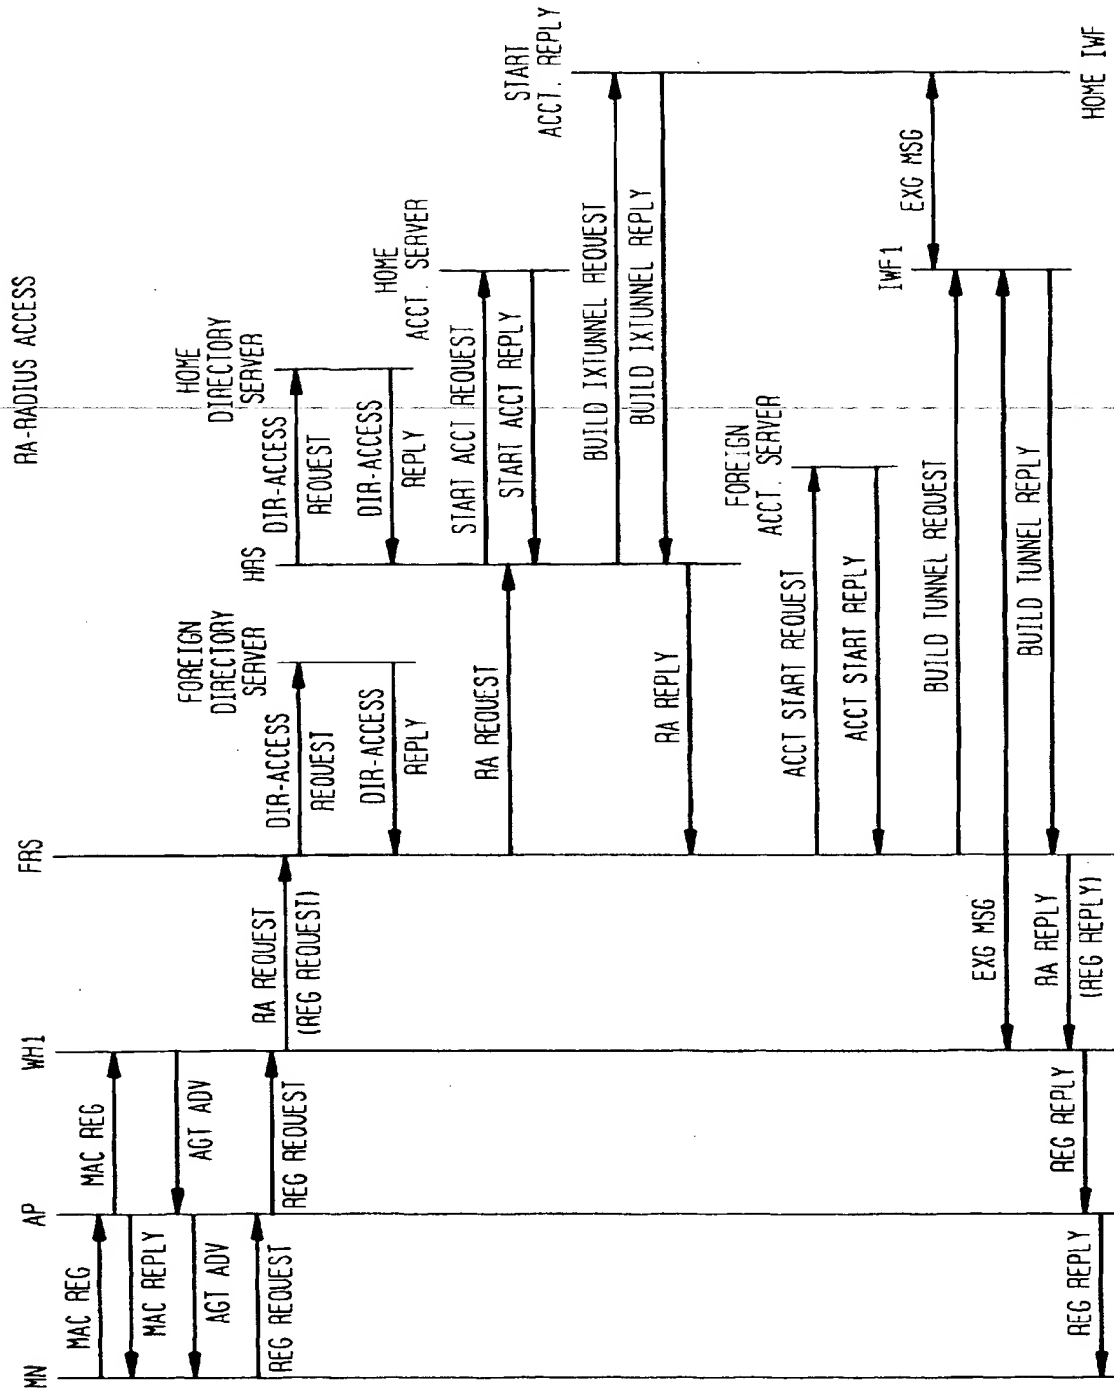 RA-RADIUS ACCESS
MN
AP
WH1
FRS
FOREIGN
DIRECTORY
SERVER
HRS
HOME
DIRECTORY
SERVER
HOME
ACCT. SERVER
START
ACCT. REPLY
MAC REG
MAC REG
MAC REPLY
AGT ADV
AGT ADV
REG REQUEST
REG REQUEST
RA REQUEST
(REG REQUEST)
DIR-ACCESS
REQUEST
DIR-ACCESS
REPLY
DIR-ACCESS
REQUEST
DIR-ACCESS
REPLY
RA REQUEST
START ACCT REQUEST
START ACCT REPLY
BUILD IXTUNNEL REQUEST
BUILD IXTUNNEL REPLY
RA REPLY
FOREIGN
ACCT. SERVER
ACCT START REQUEST
ACCT START REPLY
IWF1
EXG MSG
BUILD TUNNEL REQUEST
EXG MSG
BUILD TUNNEL REPLY
RA REPLY
(REG REPLY)
REG REPLY
REG REPLY
HOME IWF